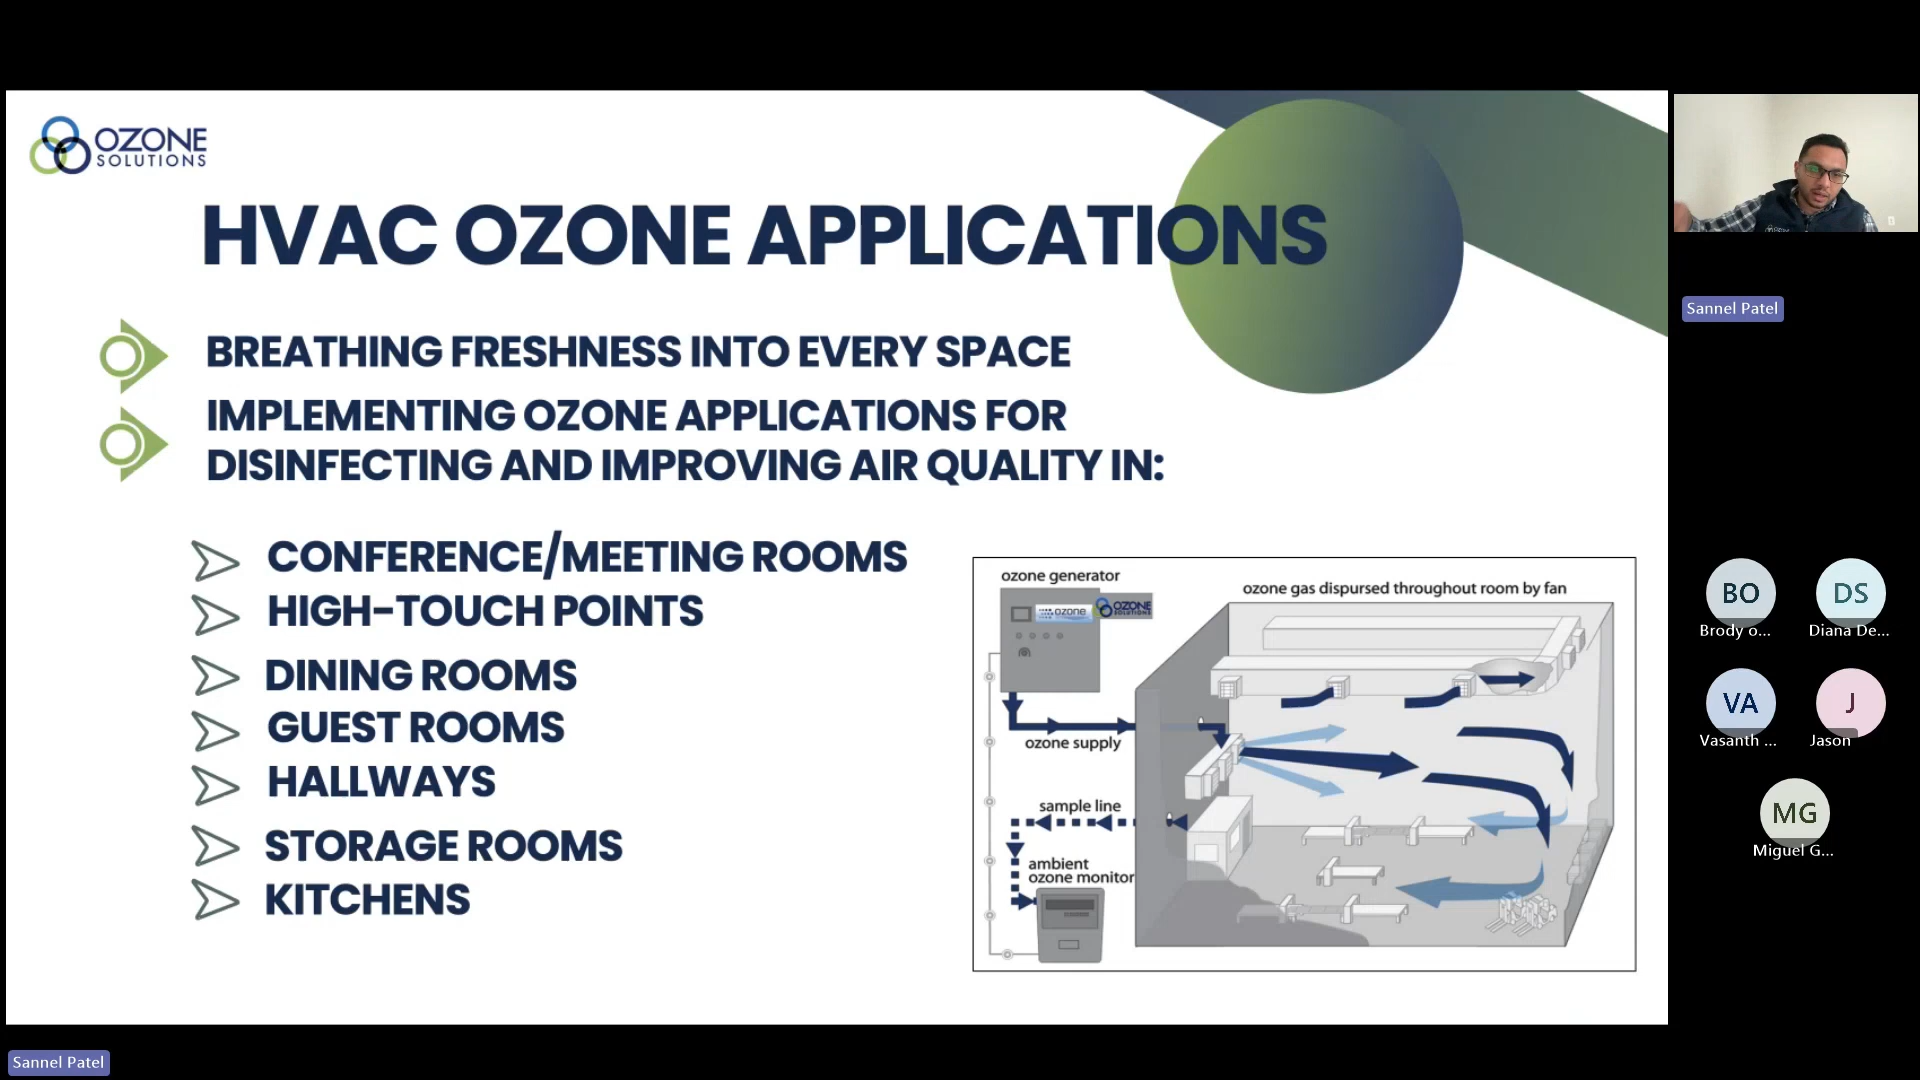 OZONE
SOLUTIONS
HVAC OZONE APPLICATIONS
BREATHING FRESHNESS INTO EVERY SPACE
IMPLEMENTING OZONE APPLICATIONS FOR
DISINFECTING AND IMPROVING AIR QUALITY IN:
CONFERENCE/MEETING ROOMS
HIGH-TOUCH POINTS
DINING ROOMS
GUEST ROOMS
HALLWAYS
STORAGE ROOMS
KITCHENS
ozone generator
ozone
OZONE
SOLUTIONS
ozone gas dispursed throughout room by fan
ozone supply
sample line
ambient
ozone monitor
Sannel Patel
BO
Brody o...
DS
Diana De...
VA
Vasanth ...
J
Jason
MG
Miguel G...
Sannel Patel